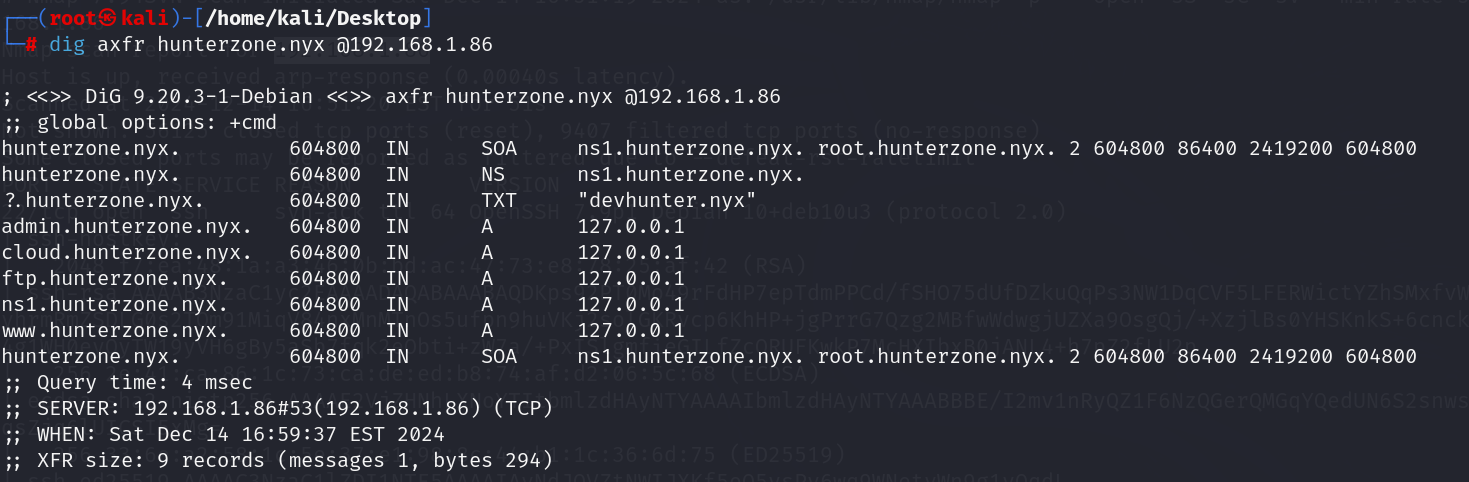 ┌──(root㉿kali)-[/home/kali/Desktop]
└─# dig axfr hunterzone.nyx @192.168.1.86
; <<>> DiG 9.20.3-1-Debian <<>> axfr hunterzone.nyx @192.168.1.86
;; global options: +cmd
hunterzone.nyx. 604800 IN SOA ns1.hunterzone.nyx. root.hunterzone.nyx. 2 604800 86400 2419200 604800
hunterzone.nyx. 604800 IN NS ns1.hunterzone.nyx.
?.hunterzone.nyx. 604800 IN TXT "devhunter.nyx"
admin.hunterzone.nyx. 604800 IN A 127.0.0.1
cloud.hunterzone.nyx. 604800 IN A 127.0.0.1
ftp.hunterzone.nyx. 604800 IN A 127.0.0.1
ns1.hunterzone.nyx. 604800 IN A 127.0.0.1
www.hunterzone.nyx. 604800 IN A 127.0.0.1
hunterzone.nyx. 604800 IN SOA ns1.hunterzone.nyx. root.hunterzone.nyx. 2 604800 86400 2419200 604800
;; Query time: 4 msec
;; SERVER: 192.168.1.86#53(192.168.1.86) (TCP)
;; WHEN: Sat Dec 14 16:59:37 EST 2024
;; XFR size: 9 records (messages 1, bytes 294)